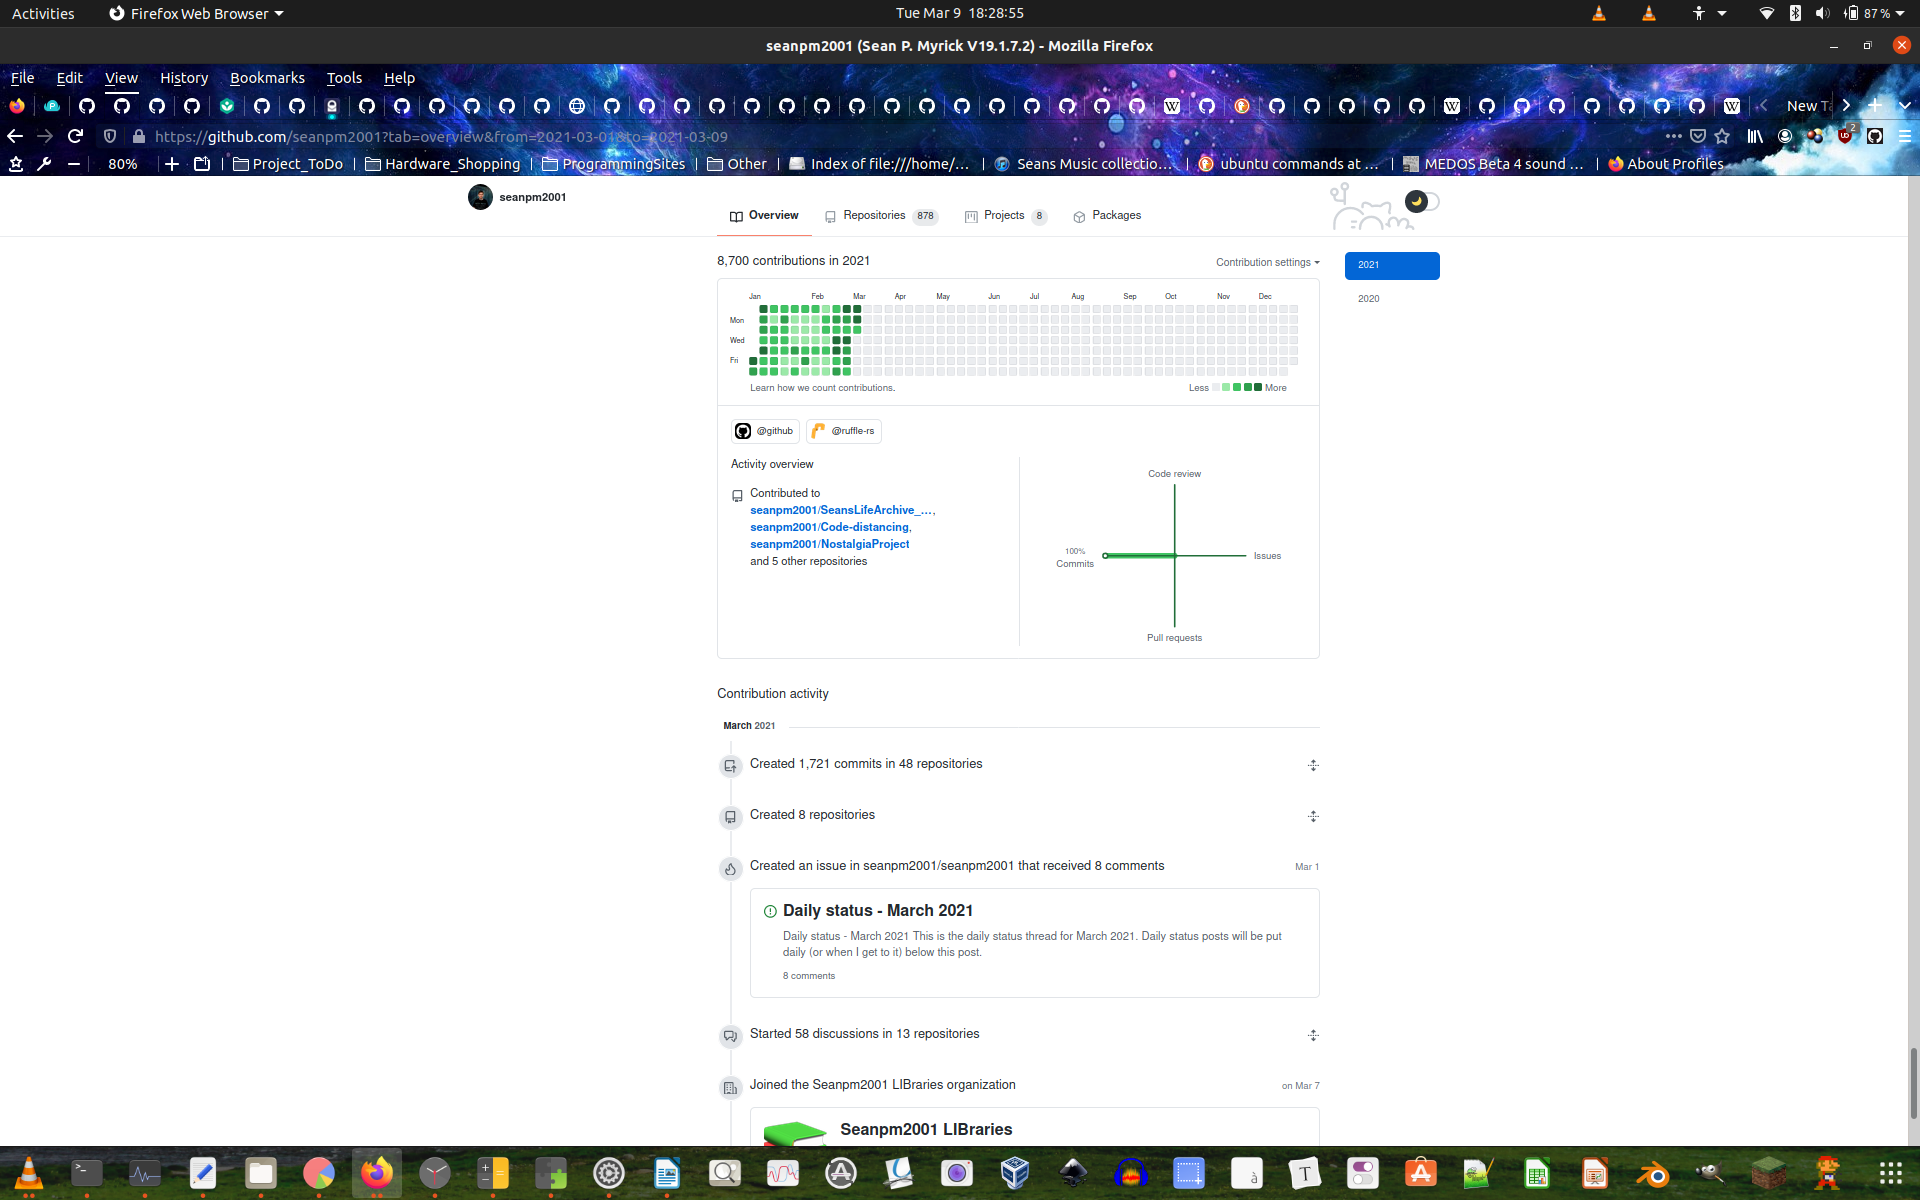 Activities
Firefox Web Browser
Tue Mar 9 18:28:55
87 %
seanpm2001 (Sean P. Myrick V19.1.7.2) - Mozilla Firefox
File Edit View History Bookmarks Tools Help
New Ta
https://github.com/seanpm2001?tab=overview&from=2021-03-01&to=2021-03-09
2
80%
Project_ToDo
Hardware_Shopping
ProgrammingSites
Other
Index of file:///home/...
Seans Music collectio...
ubuntu commands at ...
MEDOS Beta 4 sound ...
About Profiles
seanpm2001
Overview
Repositories 878
Projects 8
Packages
8,700 contributions in 2021
Contribution settings
2021
2020
Jan Feb Mar Apr May Jun Jul Aug Sep Oct Nov Dec
Mon
Wed
Fri
Learn how we count contributions.
Less More
@github
@ruffle-rs
Activity overview
Contributed to
seanpm2001/SeansLifeArchive_...,
seanpm2001/Code-distancing,
seanpm2001/NostalgiaProject
and 5 other repositories
Code review
100%
Commits
Issues
Pull requests
Contribution activity
March 2021
Created 1,721 commits in 48 repositories
Created 8 repositories
Created an issue in seanpm2001/seanpm2001 that received 8 comments
Mar 1
Daily status - March 2021
Daily status - March 2021 This is the daily status thread for March 2021. Daily status posts will be put
daily (or when I get to it) below this post.
8 comments
Started 58 discussions in 13 repositories
Joined the Seanpm2001 LIBraries organization
on Mar 7
Seanpm2001 LIBraries